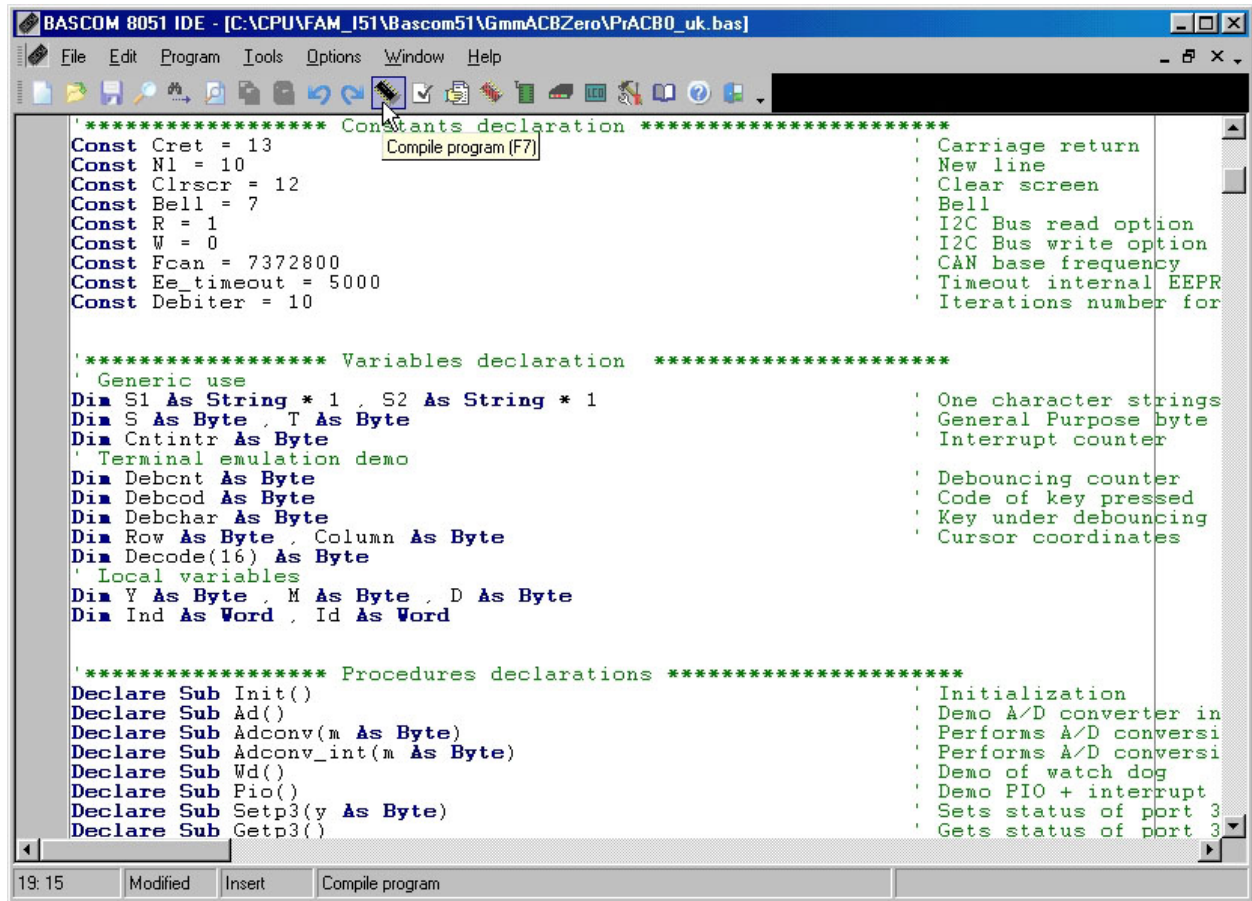 BASCOM 8051 IDE - [C:\CPU\FAM_I51\Bascom51\GmmACBZero\PrACB0_uk.bas]
File Edit Program Tools Options Window Help
LCD
'****************** Constants declaration ***********************
Compile program (F7)
Const Cret = 13 ' Carriage return
Const Nl = 10 ' New line
Const Clrscr = 12 ' Clear screen
Const Bell = 7 ' Bell
Const R = 1 ' I2C Bus read option
Const W = 0 ' I2C Bus write option
Const Fcan = 7372800 ' CAN base frequency
Const Ee_timeout = 5000 ' Timeout internal EEPR
Const Debiter = 10 ' Iterations number for
'****************** Variables declaration **********************
' Generic use
Dim S1 As String * 1 , S2 As String * 1 ' One character strings
Dim S As Byte , T As Byte ' General Purpose byte
Dim Cntintr As Byte ' Interrupt counter
' Terminal emulation demo
Dim Debcnt As Byte ' Debouncing counter
Dim Debcod As Byte ' Code of key pressed
Dim Debchar As Byte ' Key under debouncing
Dim Row As Byte , Column As Byte ' Cursor coordinates
Dim Decode(16) As Byte
' Local variables
Dim Y As Byte , M As Byte , D As Byte
Dim Ind As Word , Id As Word
'****************** Procedures declarations **********************
Declare Sub Init() ' Initialization
Declare Sub Ad() ' Demo A/D converter in
Declare Sub Adconv(m As Byte) ' Performs A/D conversi
Declare Sub Adconv_int(m As Byte) ' Performs A/D conversi
Declare Sub Wd() ' Demo of watch dog
Declare Sub Pio() ' Demo PIO + interrupt
Declare Sub Setp3(y As Byte) ' Sets status of port 3
Declare Sub Getp3() ' Gets status of port 3
19: 15 Modified Insert Compile program